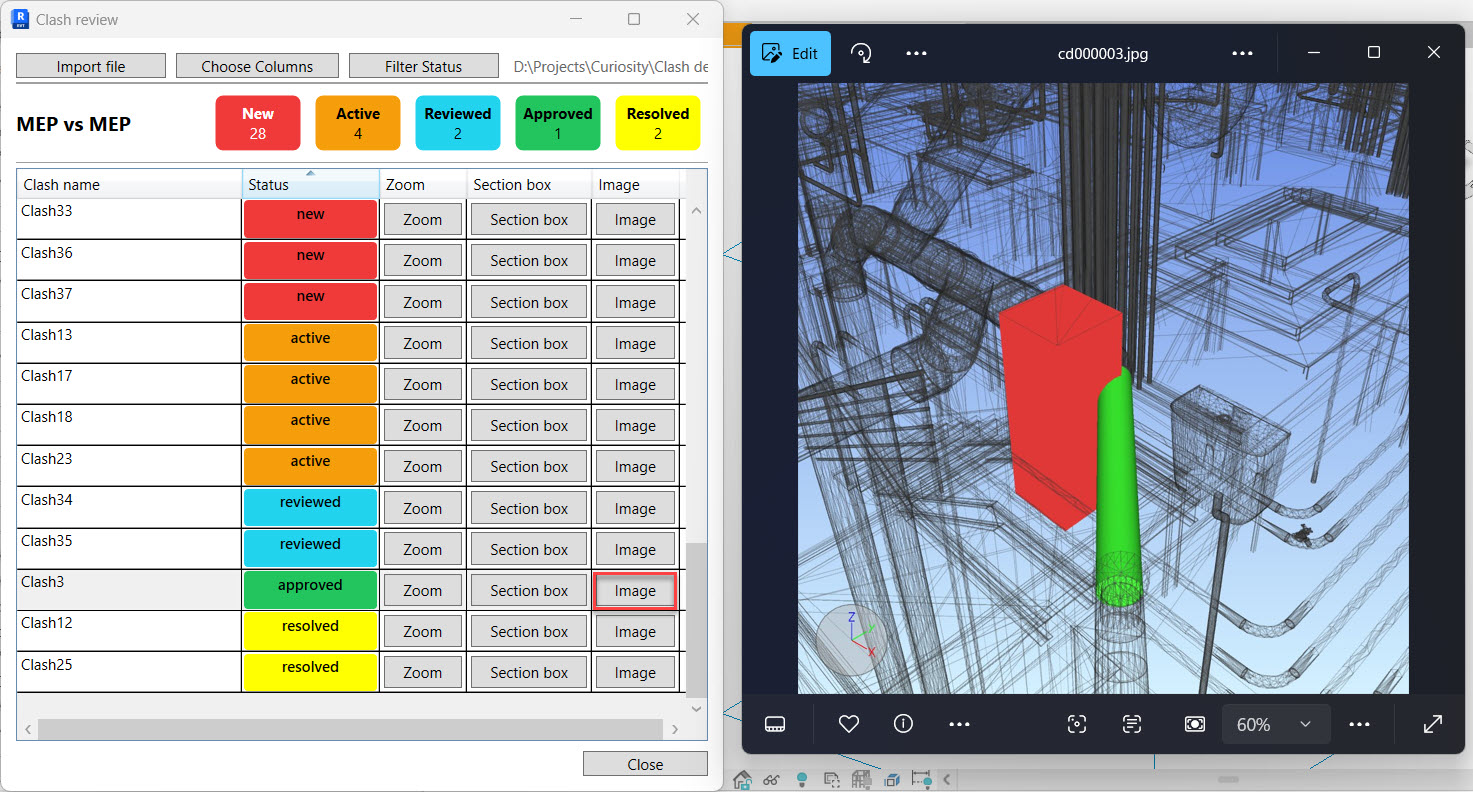 Clash review
Import file Choose Columns Filter Status D:\Projects\Curiosity\Clash de
MEP vs MEP
New 28
Active 4
Reviewed 2
Approved 1
Resolved 2
Clash name Status Zoom Section box Image
Clash33 new Zoom Section box Image
Clash36 new Zoom Section box Image
Clash37 new Zoom Section box Image
Clash13 active Zoom Section box Image
Clash17 active Zoom Section box Image
Clash18 active Zoom Section box Image
Clash23 active Zoom Section box Image
Clash34 reviewed Zoom Section box Image
Clash35 reviewed Zoom Section box Image
Clash3 approved Zoom Section box Image
Clash12 resolved Zoom Section box Image
Clash25 resolved Zoom Section box Image
Close
Edit cd000003.jpg
Z
Y
X
60%